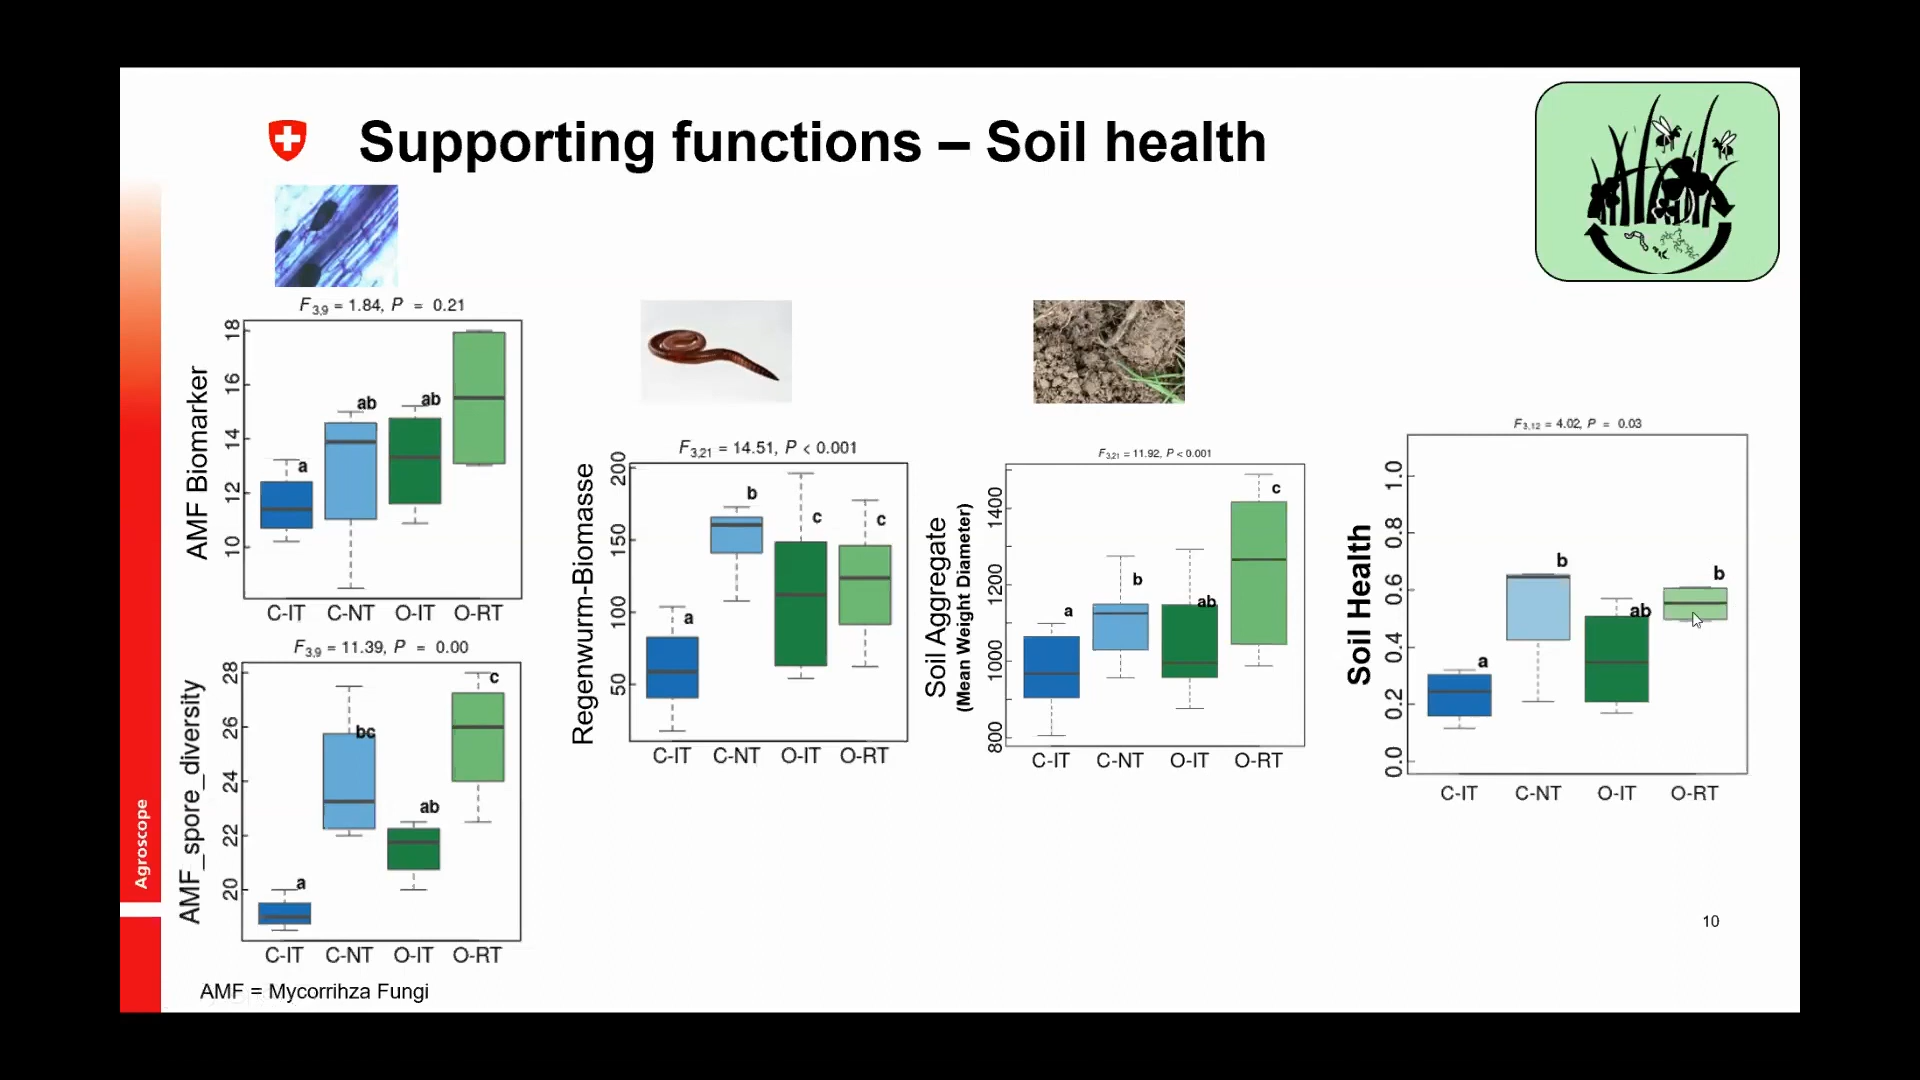 Supporting functions – Soil health
F3,9 = 1.84, P = 0.21
AMF Biomarker
18
16
14
12
10
a
ab
ab
C-IT C-NT O-IT O-RT
F3,9 = 11.39, P = 0.00
AMF_spore_diversity
28
26
24
22
20
a
bc
ab
c
C-IT C-NT O-IT O-RT
AMF = Mycorrihza Fungi
F3,21 = 14.51, P < 0.001
Regenwurm-Biomasse
200
150
100
50
a
b
c
c
C-IT C-NT O-IT O-RT
F3,21 = 11.92, P < 0.001
Soil Aggregate
(Mean Weight Diameter)
1400
1200
1000
800
a
b
ab
c
C-IT C-NT O-IT O-RT
F3,12 = 4.02, P = 0.03
Soil Health
1.0
0.8
0.6
0.4
0.2
0.0
a
b
ab
b
C-IT C-NT O-IT O-RT
Agroscope
10